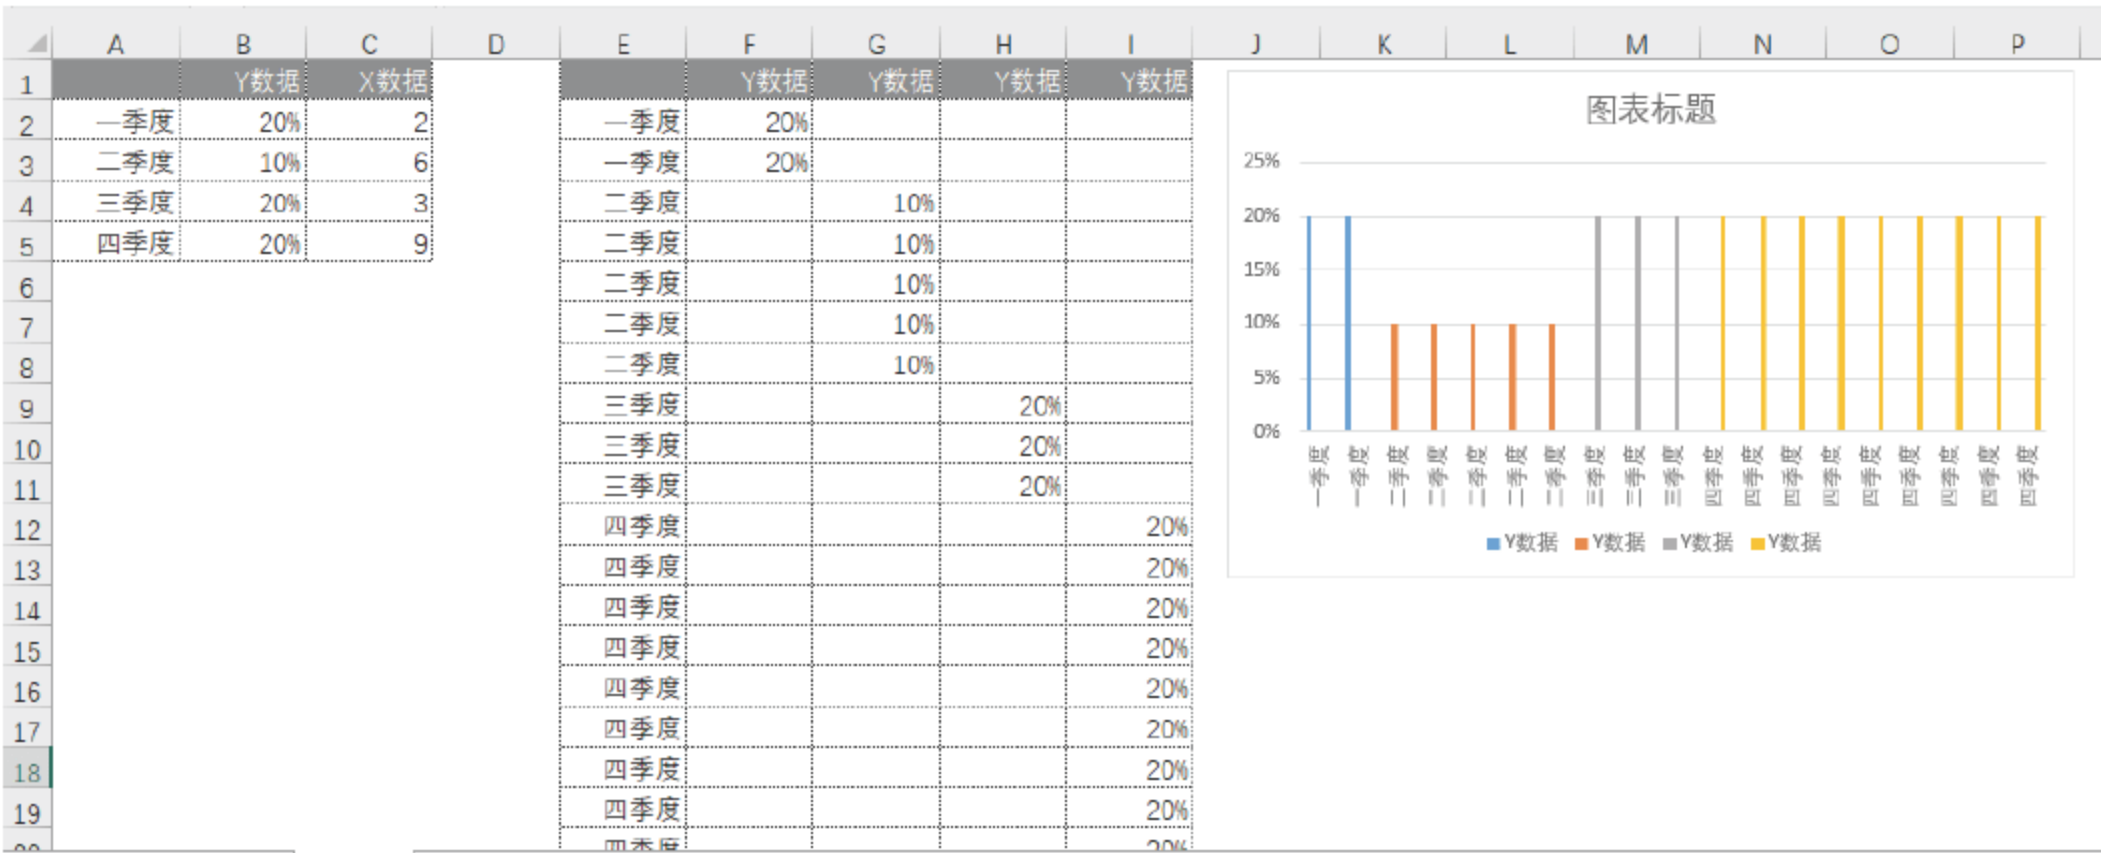 A B C D E F G H I J K L M N O P
1 Y数据 X数据 Y数据 Y数据 Y数据 Y数据
2 一季度 20% 2 一季度 20%
3 二季度 10% 6 一季度 20%
4 三季度 20% 3 二季度 10%
5 四季度 20% 9 二季度 10%
6 二季度 10%
7 二季度 10%
8 二季度 10%
9 三季度 20%
10 三季度 20%
11 三季度 20%
12 四季度 20%
13 四季度 20%
14 四季度 20%
15 四季度 20%
16 四季度 20%
17 四季度 20%
18 四季度 20%
19 四季度 20%
20 四季度 20%
图表标题
25%
20%
15%
10%
5%
0%
一季度 一季度 二季度 二季度 二季度 二季度 二季度 三季度 三季度 三季度 四季度 四季度 四季度 四季度 四季度 四季度 四季度 四季度 四季度
Y数据 Y数据 Y数据 Y数据